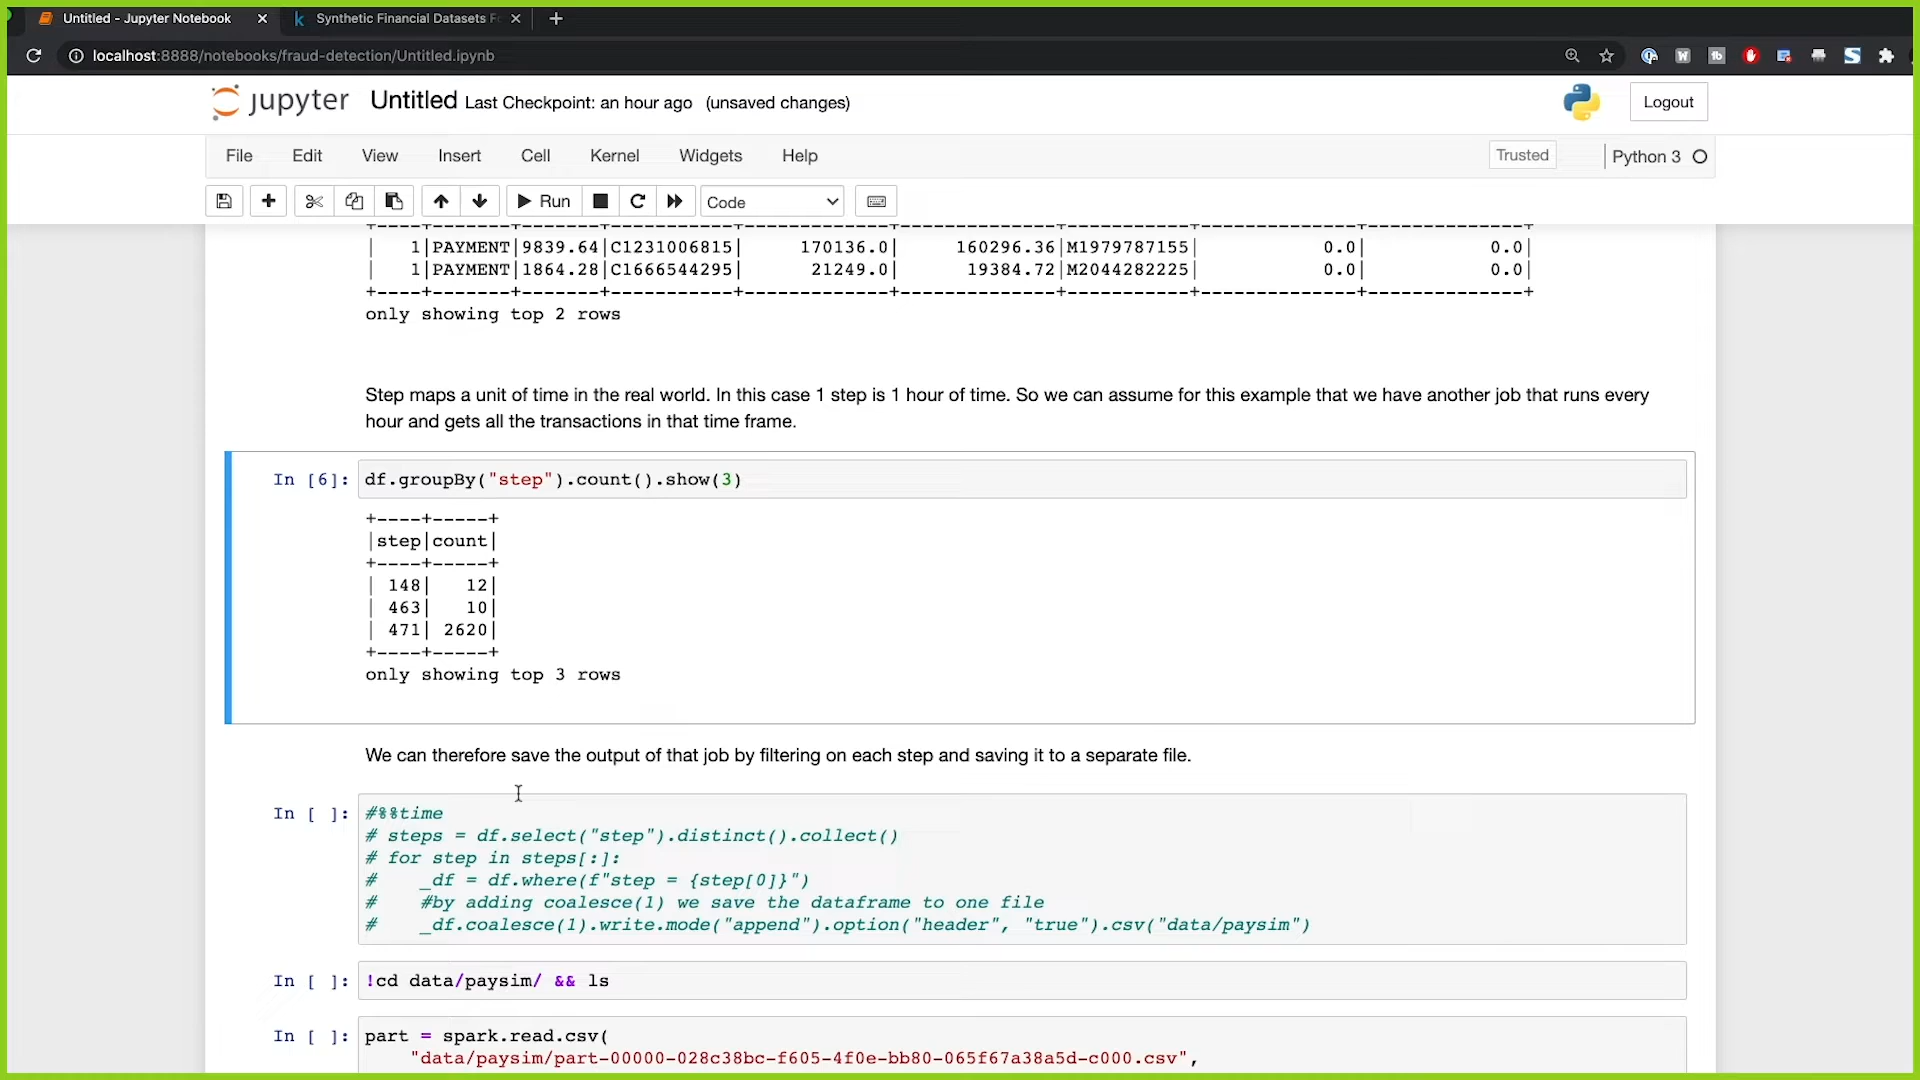 Untitled - Jupyter Notebook
Synthetic Financial Datasets Fo
localhost:8888/notebooks/fraud-detection/Untitled.ipynb
jupyter Untitled Last Checkpoint: an hour ago (unsaved changes)
Logout
File Edit View Insert Cell Kernel Widgets Help
Trusted
Python 3
Run
Code
+----+-------+-------+-----------+-------------+---------------+-----------+--------------+--------------+
|   1|PAYMENT|9839.64|C1231006815|     170136.0|      160296.36|M1979787155|           0.0|           0.0|
|   1|PAYMENT|1864.28|C1666544295|      21249.0|       19384.72|M2044282225|           0.0|           0.0|
+----+-------+-------+-----------+-------------+---------------+-----------+--------------+--------------+
only showing top 2 rows
Step maps a unit of time in the real world. In this case 1 step is 1 hour of time. So we can assume for this example that we have another job that runs every
hour and gets all the transactions in that time frame.
In [6]: df.groupBy("step").count().show(3)
+----+-----+
|step|count|
+----+-----+
| 148|   12|
| 463|   10|
| 471| 2620|
+----+-----+
only showing top 3 rows
We can therefore save the output of that job by filtering on each step and saving it to a separate file.
In [ ]: #%%time
# steps = df.select("step").distinct().collect()
# for step in steps[:]:
#    _df = df.where(f"step = {step[0]}")
#    #by adding coalesce(1) we save the dataframe to one file
#    _df.coalesce(1).write.mode("append").option("header", "true").csv("data/paysim")
In [ ]: !cd data/paysim/ && ls
In [ ]: part = spark.read.csv(
"data/paysim/part-00000-028c38bc-f605-4f0e-bb80-065f67a38a5d-c000.csv",